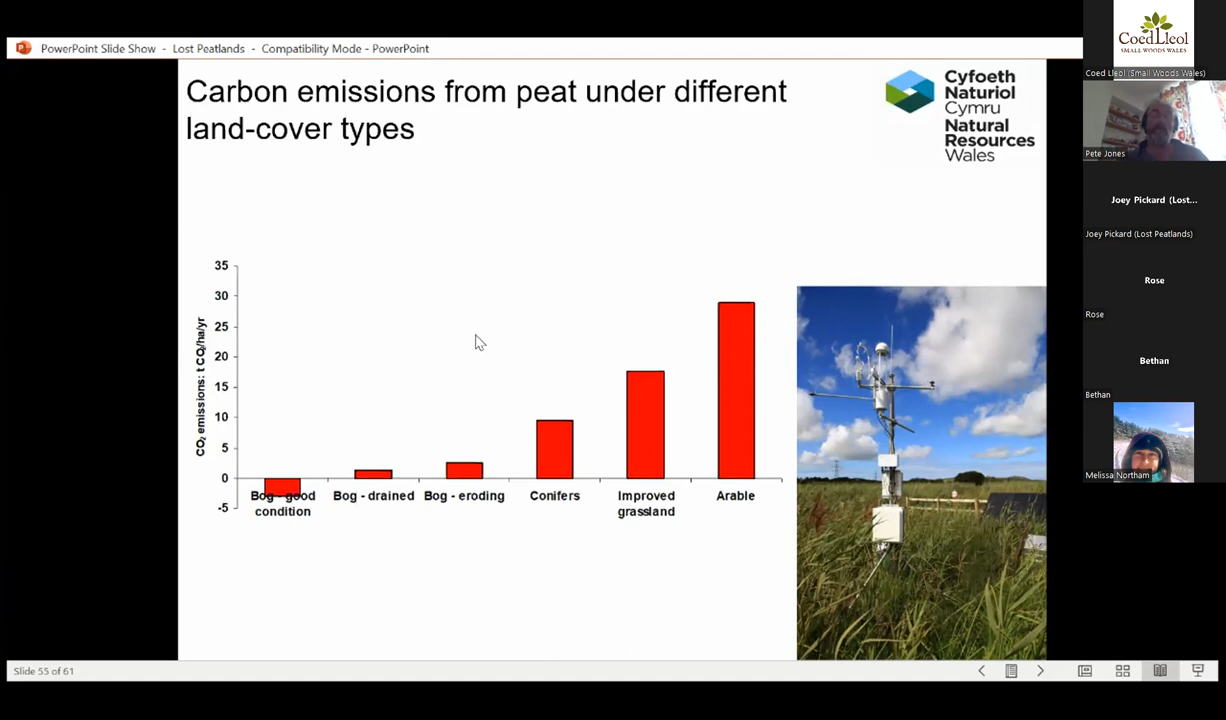 PowerPoint Slide Show - Lost Peatlands - Compatibility Mode - PowerPoint
Carbon emissions from peat under different
land-cover types
Cyfoeth
Naturiol
Cymru
Natural
Resources
Wales
CO₂ emissions: t CO₂/ha/yr
35
30
25
20
15
10
5
0
-5
Bog - good
condition
Bog - drained
Bog - eroding
Conifers
Improved
grassland
Arable
Slide 55 of 61
Coed Lleol
SMALL WOODS WALES
Coed Lleol (Small Woods Wales)
Pete Jones
Joey Pickard (Lost...
Joey Pickard (Lost Peatlands)
Rose
Rose
Bethan
Bethan
Melissa Northam